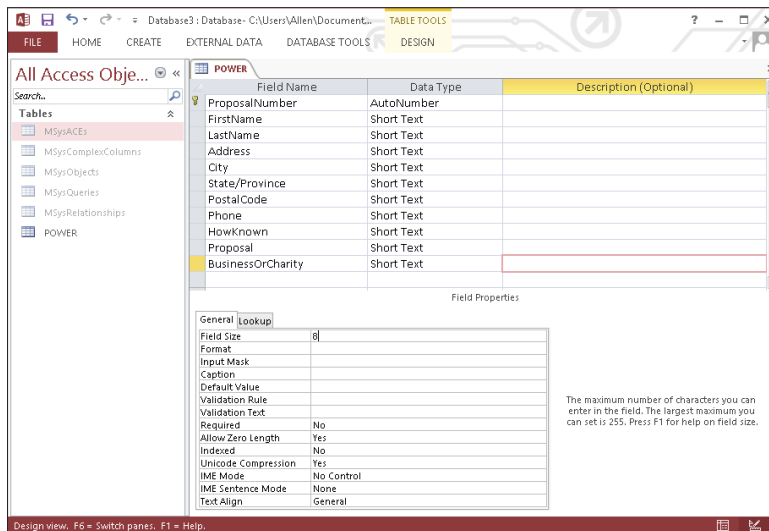 Database3 : Database- C:\Users\Allen\Document... TABLE TOOLS ?
FILE HOME CREATE EXTERNAL DATA DATABASE TOOLS DESIGN
All Access Obje... «
Search..
Tables
MSysACEs
MSysComplexColumns
MSysObjects
MSysQueries
MSysRelationships
POWER
POWER
Field Name Data Type Description (Optional)
ProposalNumber AutoNumber
FirstName Short Text
LastName Short Text
Address Short Text
City Short Text
State/Province Short Text
PostalCode Short Text
Phone Short Text
HowKnown Short Text
Proposal Short Text
BusinessOrCharity Short Text
Field Properties
General Lookup
Field Size 8
Format
Input Mask
Caption
Default Value
Validation Rule
Validation Text
Required No
Allow Zero Length Yes
Indexed No
Unicode Compression Yes
IME Mode No Control
IME Sentence Mode None
Text Align General
The maximum number of characters you can
enter in the field. The largest maximum you
can set is 255. Press F1 for help on field size.
Design view. F6 = Switch panes. F1 = Help.